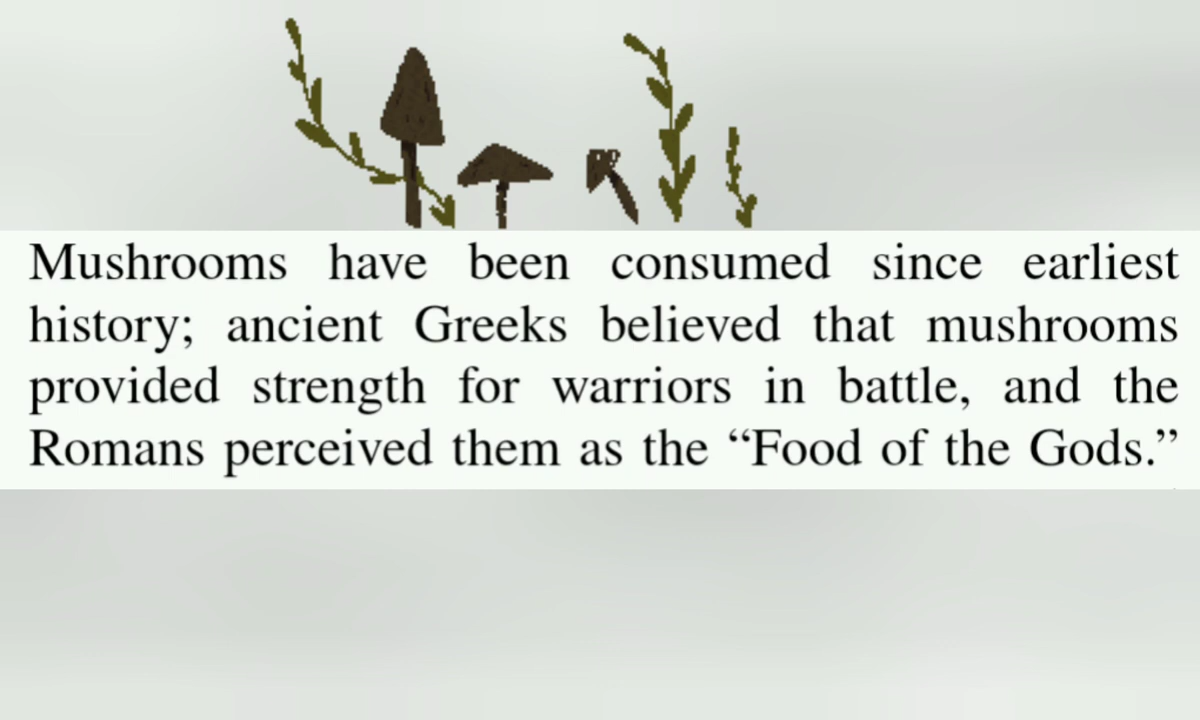 Mushrooms have been consumed since earliest
history; ancient Greeks believed that mushrooms
provided strength for warriors in battle, and the
Romans perceived them as the “Food of the Gods.”